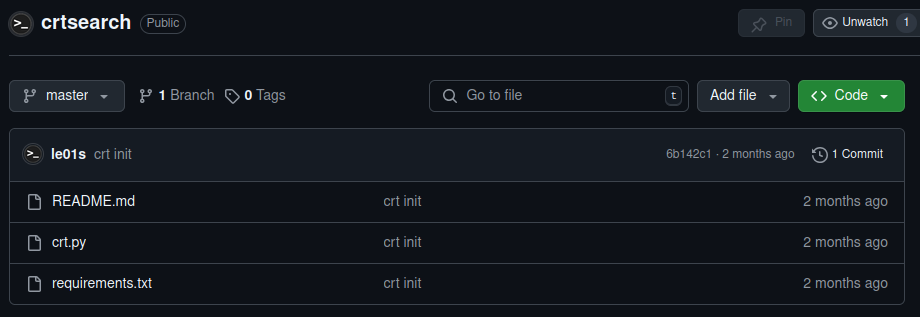 >_ crtsearch Public Pin Unwatch 1
master 1 Branch 0 Tags Go to file t Add file <> Code
>_ le01s crt init 6b142c1 · 2 months ago 1 Commit
README.md crt init 2 months ago
crt.py crt init 2 months ago
requirements.txt crt init 2 months ago